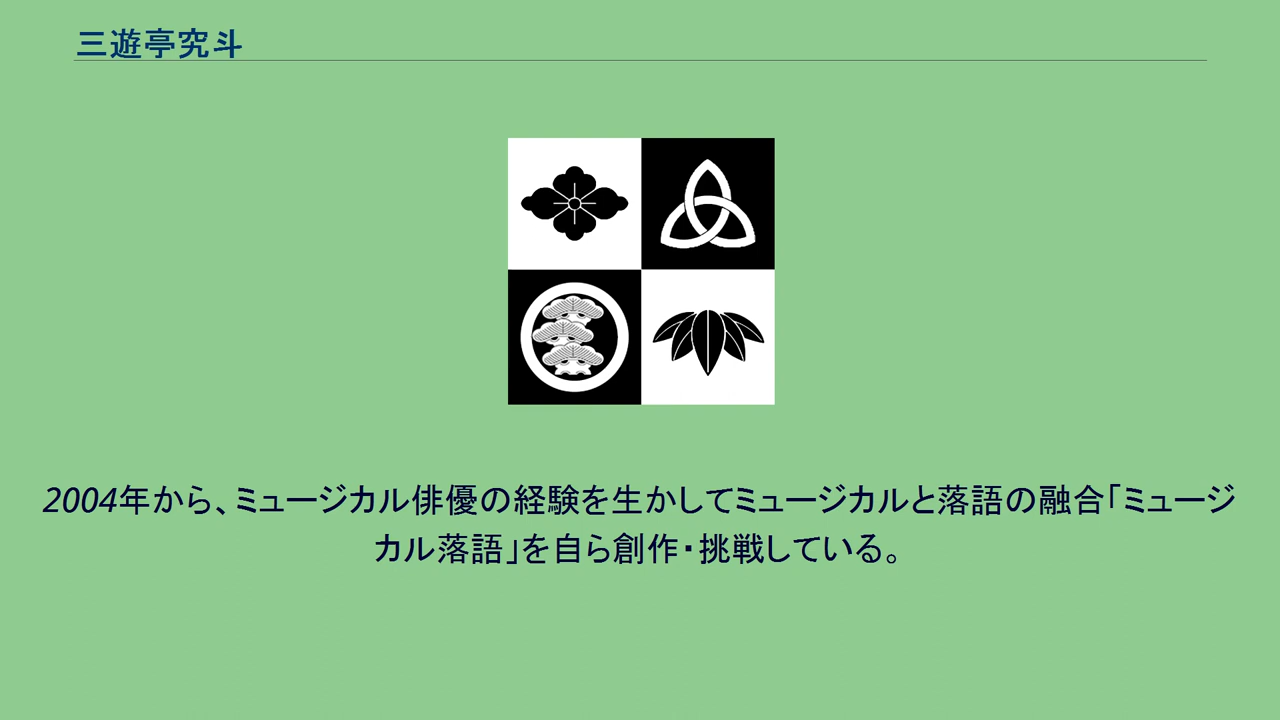 三遊亭究斗
2004年から、ミュージカル俳優の経験を生かしてミュージカルと落語の融合「ミュージ
カル落語」を自ら創作・挑戦している。